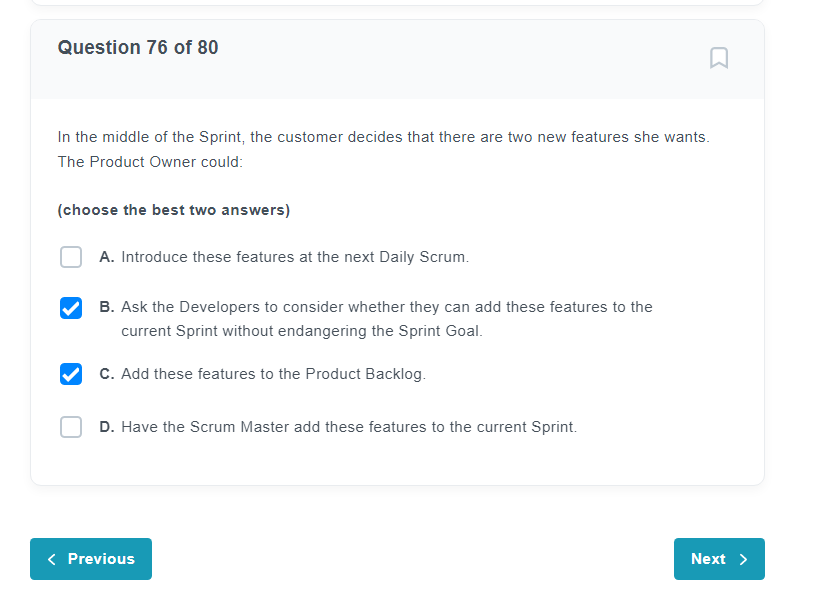 Question 76 of 80
In the middle of the Sprint, the customer decides that there are two new features she wants.
The Product Owner could:
(choose the best two answers)
A. Introduce these features at the next Daily Scrum.
B. Ask the Developers to consider whether they can add these features to the
current Sprint without endangering the Sprint Goal.
C. Add these features to the Product Backlog.
D. Have the Scrum Master add these features to the current Sprint.
Previous
Next